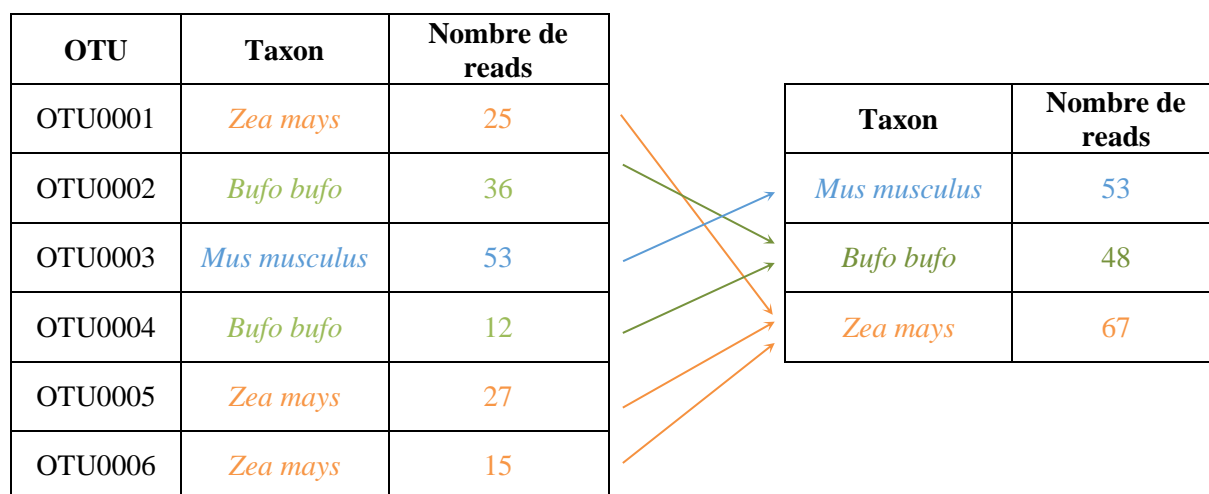 OTU Taxon Nombre de
reads
OTU0001 Zea mays 25
OTU0002 Bufo bufo 36
OTU0003 Mus musculus 53
OTU0004 Bufo bufo 12
OTU0005 Zea mays 27
OTU0006 Zea mays 15
Taxon Nombre de
reads
Mus musculus 53
Bufo bufo 48
Zea mays 67